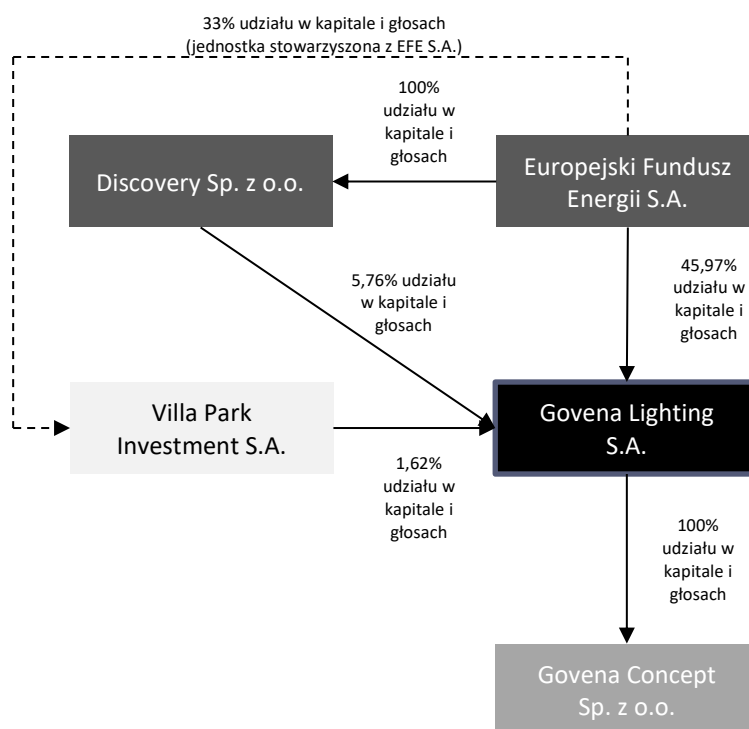 33% udziału w kapitale i głosach
(jednostka stowarzyszona z EFE S.A.)
100%
udziału w
kapitale i
głosach
Discovery Sp. z o.o.
Europejski Fundusz
Energii S.A.
5,76% udziału
w kapitale i
głosach
45,97%
udziału w
kapitale i
głosach
Villa Park
Investment S.A.
Govena Lighting
S.A.
1,62%
udziału w
kapitale i
głosach
100%
udziału w
kapitale i
głosach
Govena Concept
Sp. z o.o.